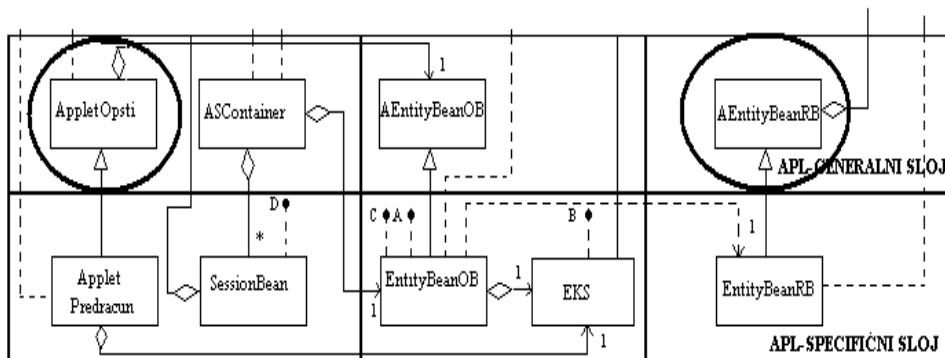 1
AppletOpsti
ASContainer
AEntityBeanOB
AEntityBeanRB
APL-GENERALNI SLOJ
D
C
A
B
*
1
1
Applet
Predracun
SessionBean
EntityBeanOB
EKS
EntityBeanRB
1
1
APL-SPECIFIČNI SLOJ